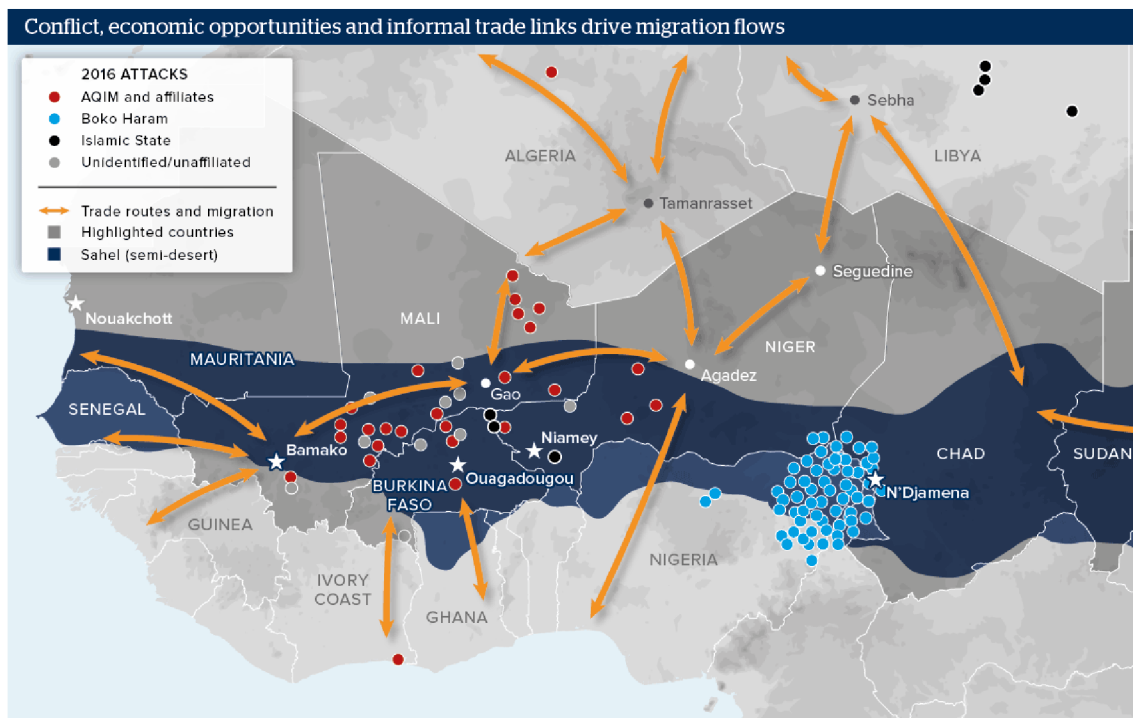 Conflict, economic opportunities and informal trade links drive migration flows
2016 ATTACKS
AQIM and affiliates
Boko Haram
Islamic State
Unidentified/unaffiliated
Trade routes and migration
Highlighted countries
Sahel (semi-desert)
Sebha
ALGERIA
LIBYA
Tamanrasset
Seguedine
Nouakchott
MALI
NIGER
MAURITANIA
Agadez
Gao
SENEGAL
Niamey
Bamako
CHAD
SUDAN
Ouagadougou
BURKINA
FASO
N'Djamena
GUINEA
NIGERIA
IVORY
COAST
GHANA